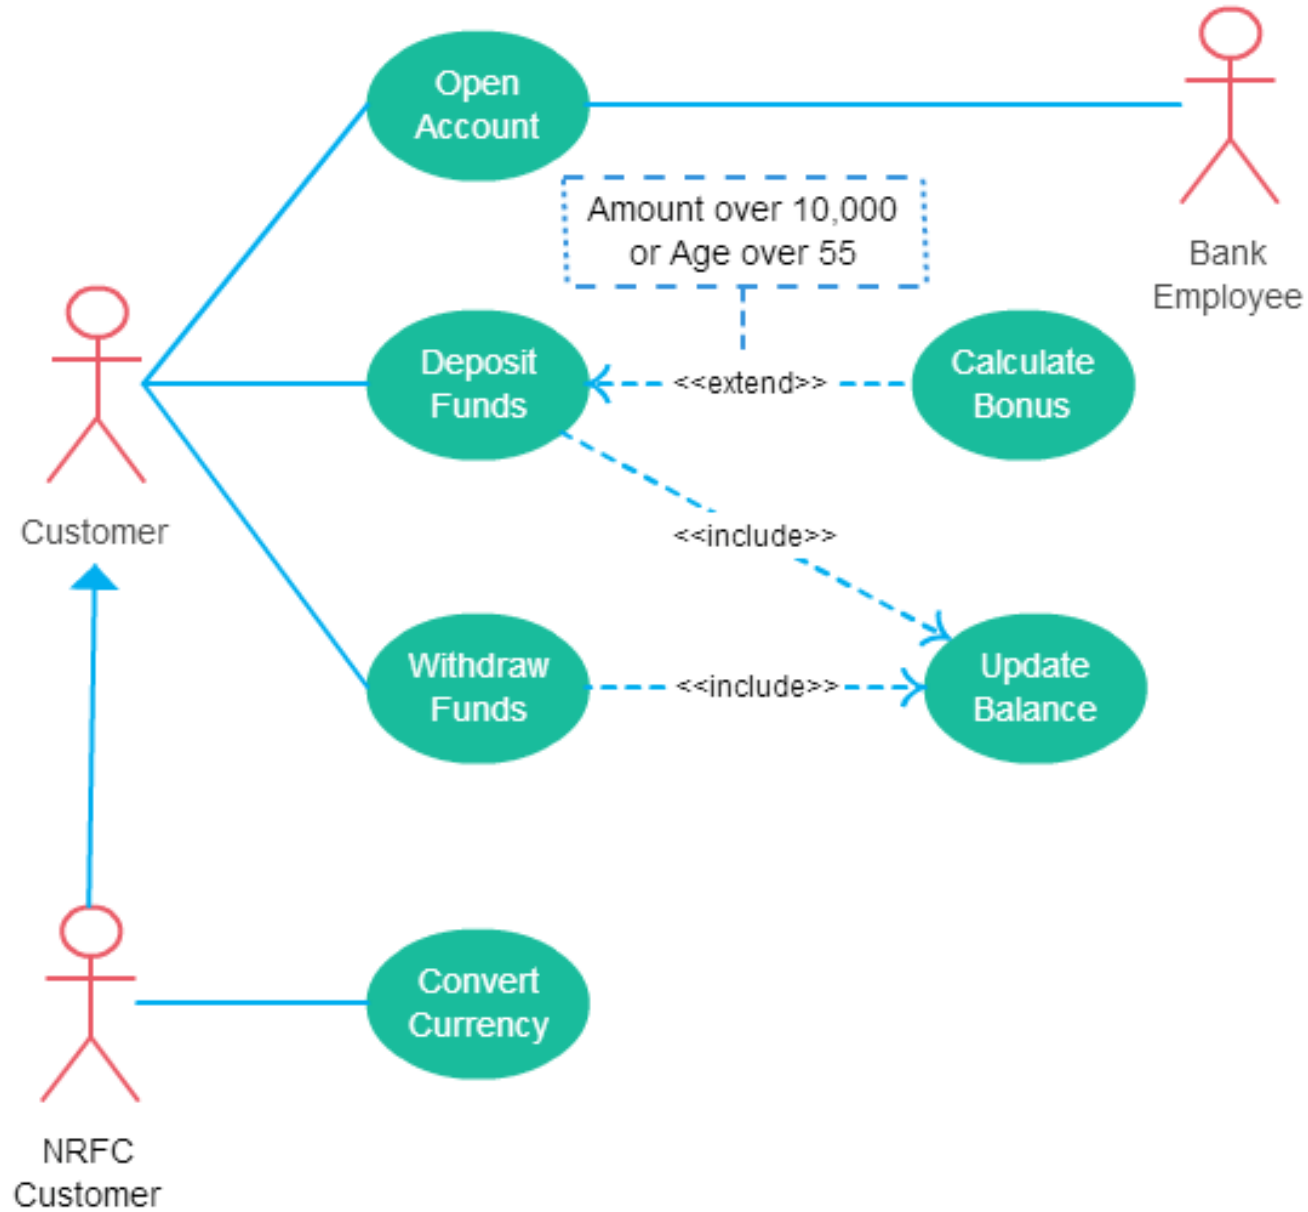 Open
Account
Amount over 10,000
or Age over 55
Bank
Employee
Deposit
Funds
<<extend>>
Calculate
Bonus
Customer
<<include>>
Withdraw
Funds
<<include>>
Update
Balance
Convert
Currency
NRFC
Customer